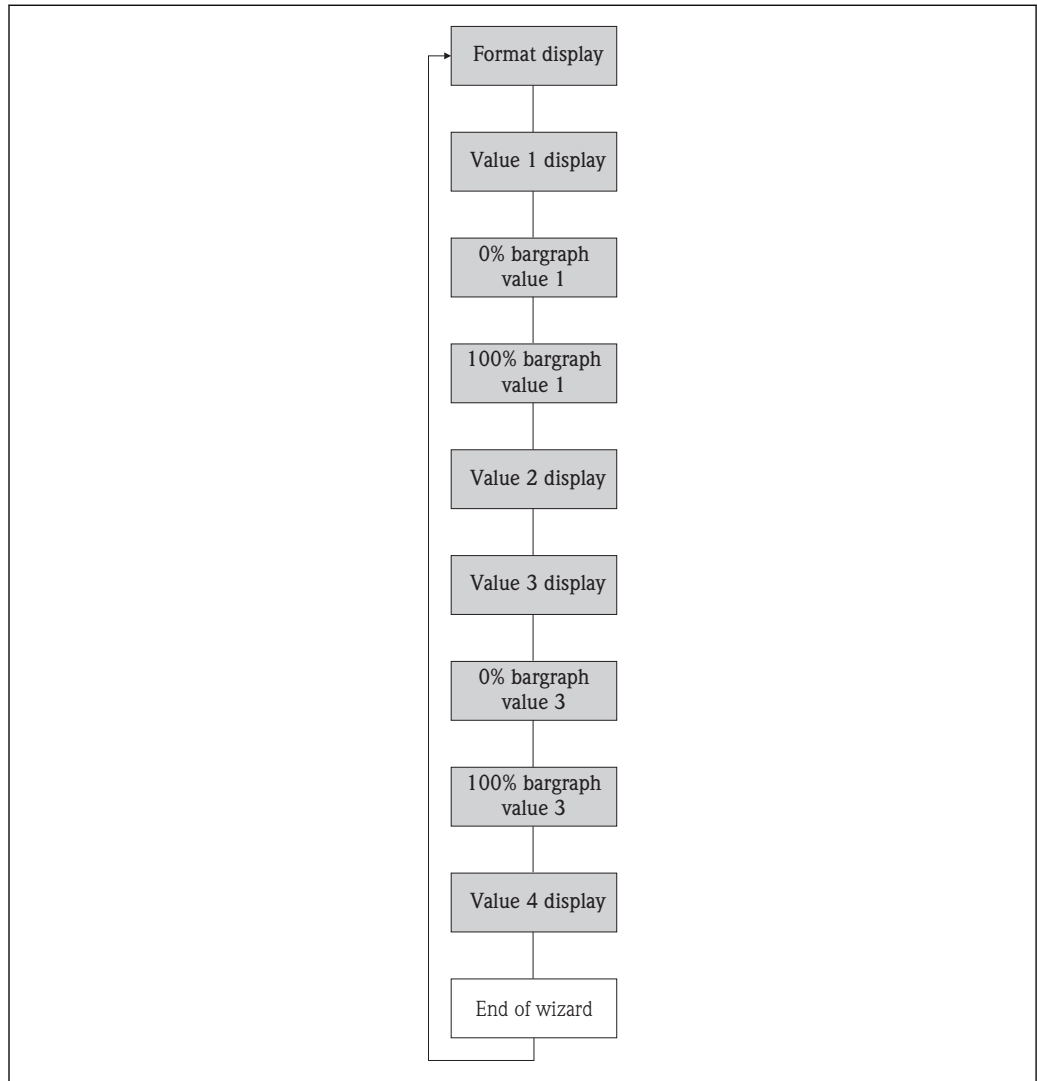 Format display
Value 1 display
0% bargraph
value 1
100% bargraph
value 1
Value 2 display
Value 3 display
0% bargraph
value 3
100% bargraph
value 3
Value 4 display
End of wizard